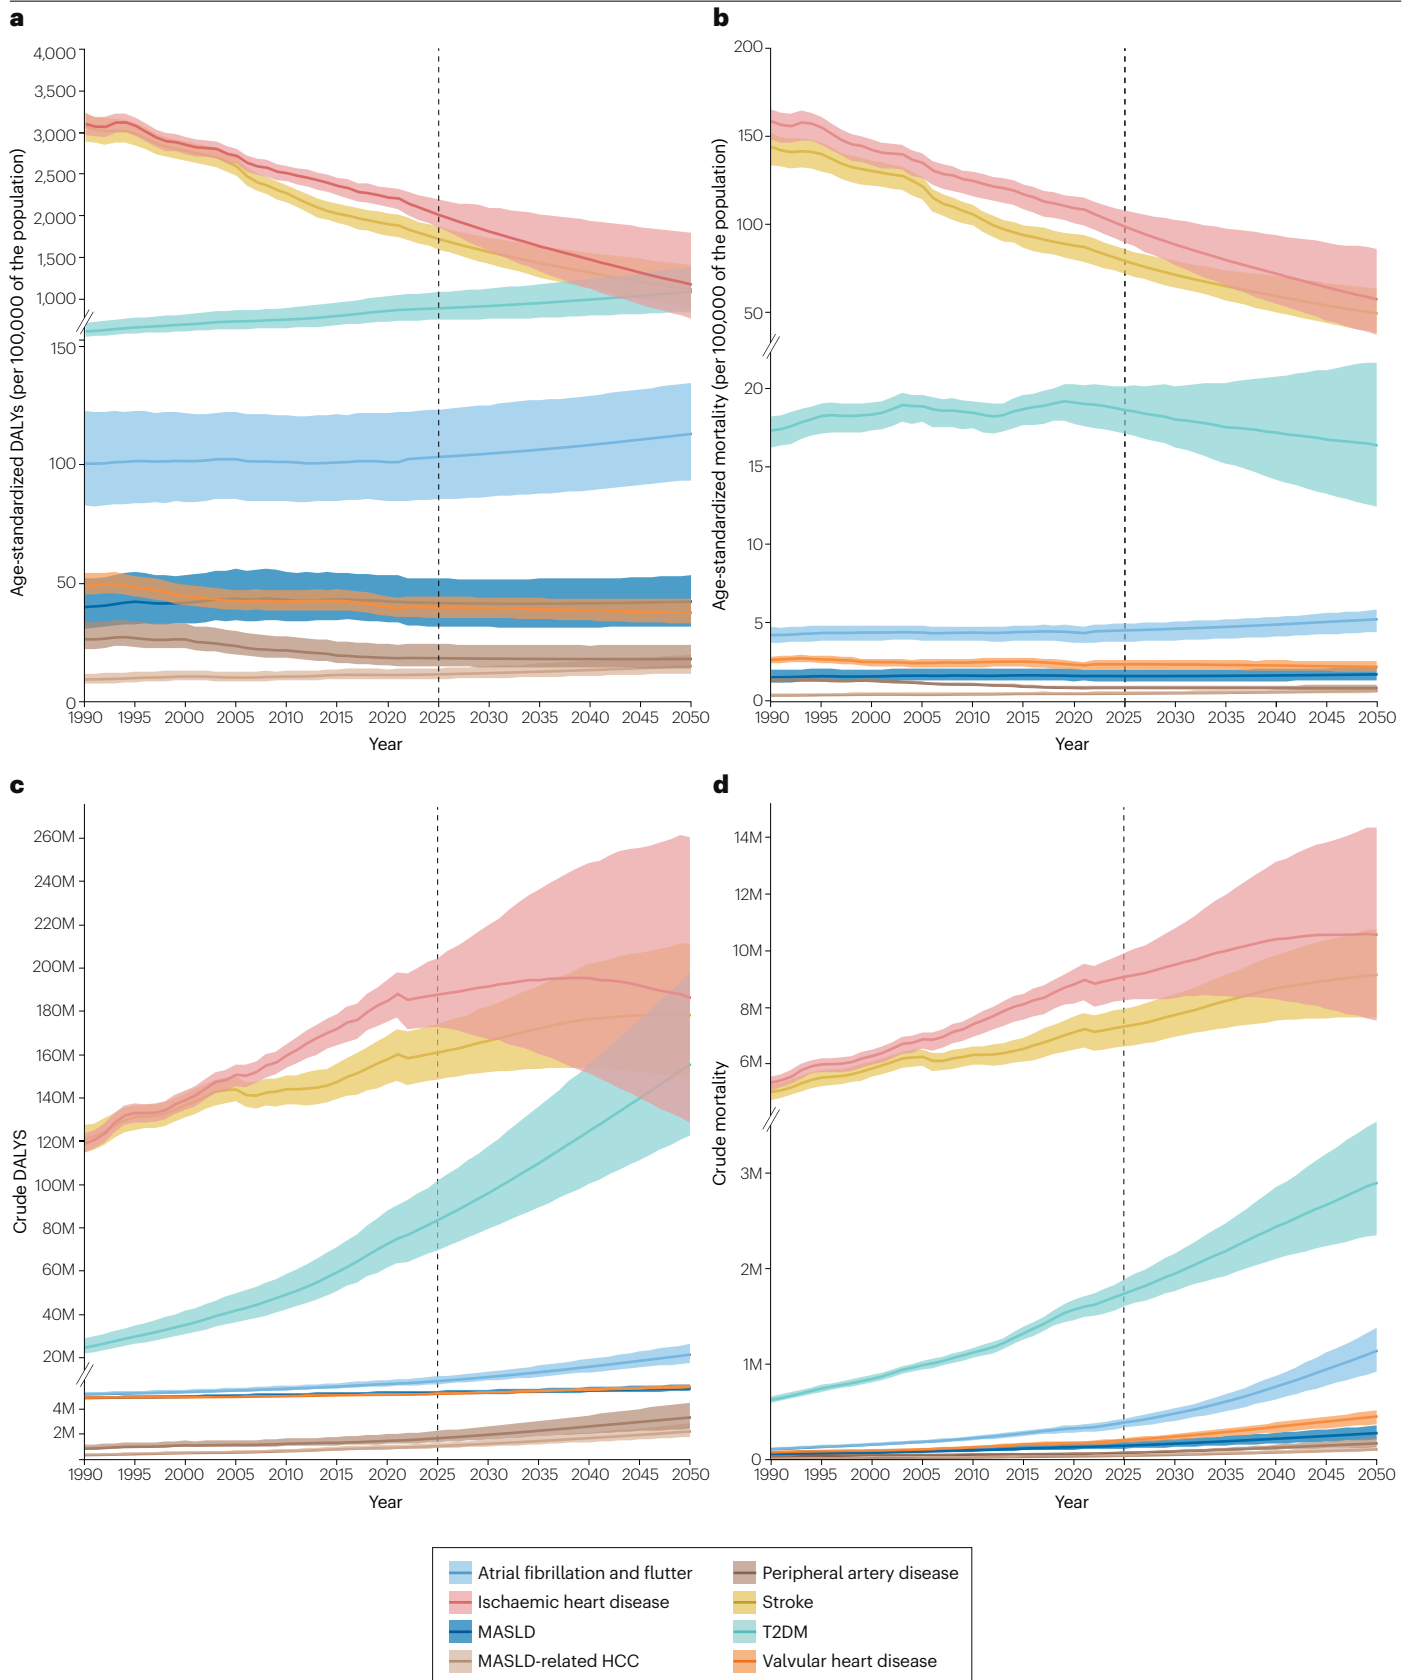 a
4,000
3,500
3,000
2,500
2,000
1,500
1,000
150
100
50
0
Age-standardized DALYs (per 100,000 of the population)
1990 1995 2000 2005 2010 2015 2020 2025 2030 2035 2040 2045 2050
Year
b
200
150
100
50
20
15
10
5
0
Age-standardized mortality (per 100,000 of the population)
1990 1995 2000 2005 2010 2015 2020 2025 2030 2035 2040 2045 2050
Year
c
260M
240M
220M
200M
180M
160M
140M
120M
100M
80M
60M
40M
20M
4M
2M
Crude DALYS
1990 1995 2000 2005 2010 2015 2020 2025 2030 2035 2040 2045 2050
Year
d
14M
12M
10M
8M
6M
3M
2M
1M
0
Crude mortality
1990 1995 2000 2005 2010 2015 2020 2025 2030 2035 2040 2045 2050
Year
Atrial fibrillation and flutter
Ischaemic heart disease
MASLD
MASLD-related HCC
Peripheral artery disease
Stroke
T2DM
Valvular heart disease